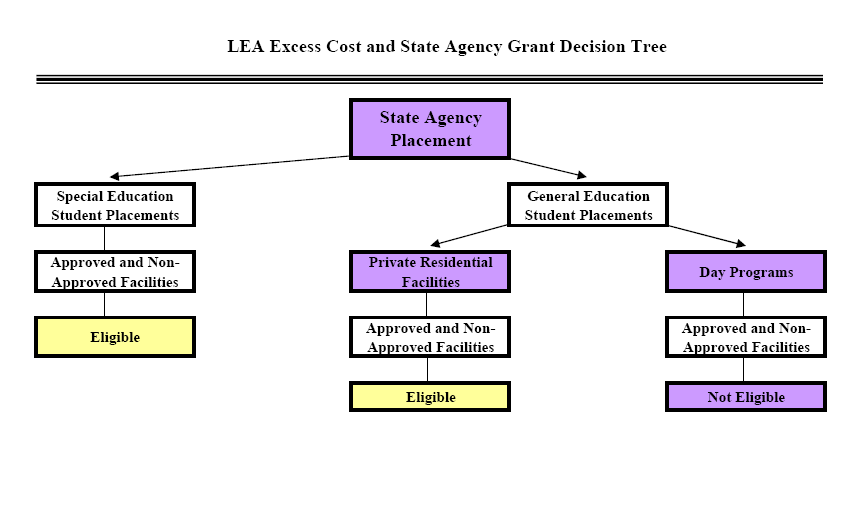 LEA Excess Cost and State Agency Grant Decision Tree
State Agency
Placement
Special Education
Student Placements
General Education
Student Placements
Approved and Non-
Approved Facilities
Private Residential
Facilities
Day Programs
Eligible
Approved and Non-
Approved Facilities
Approved and Non-
Approved Facilities
Eligible
Not Eligible